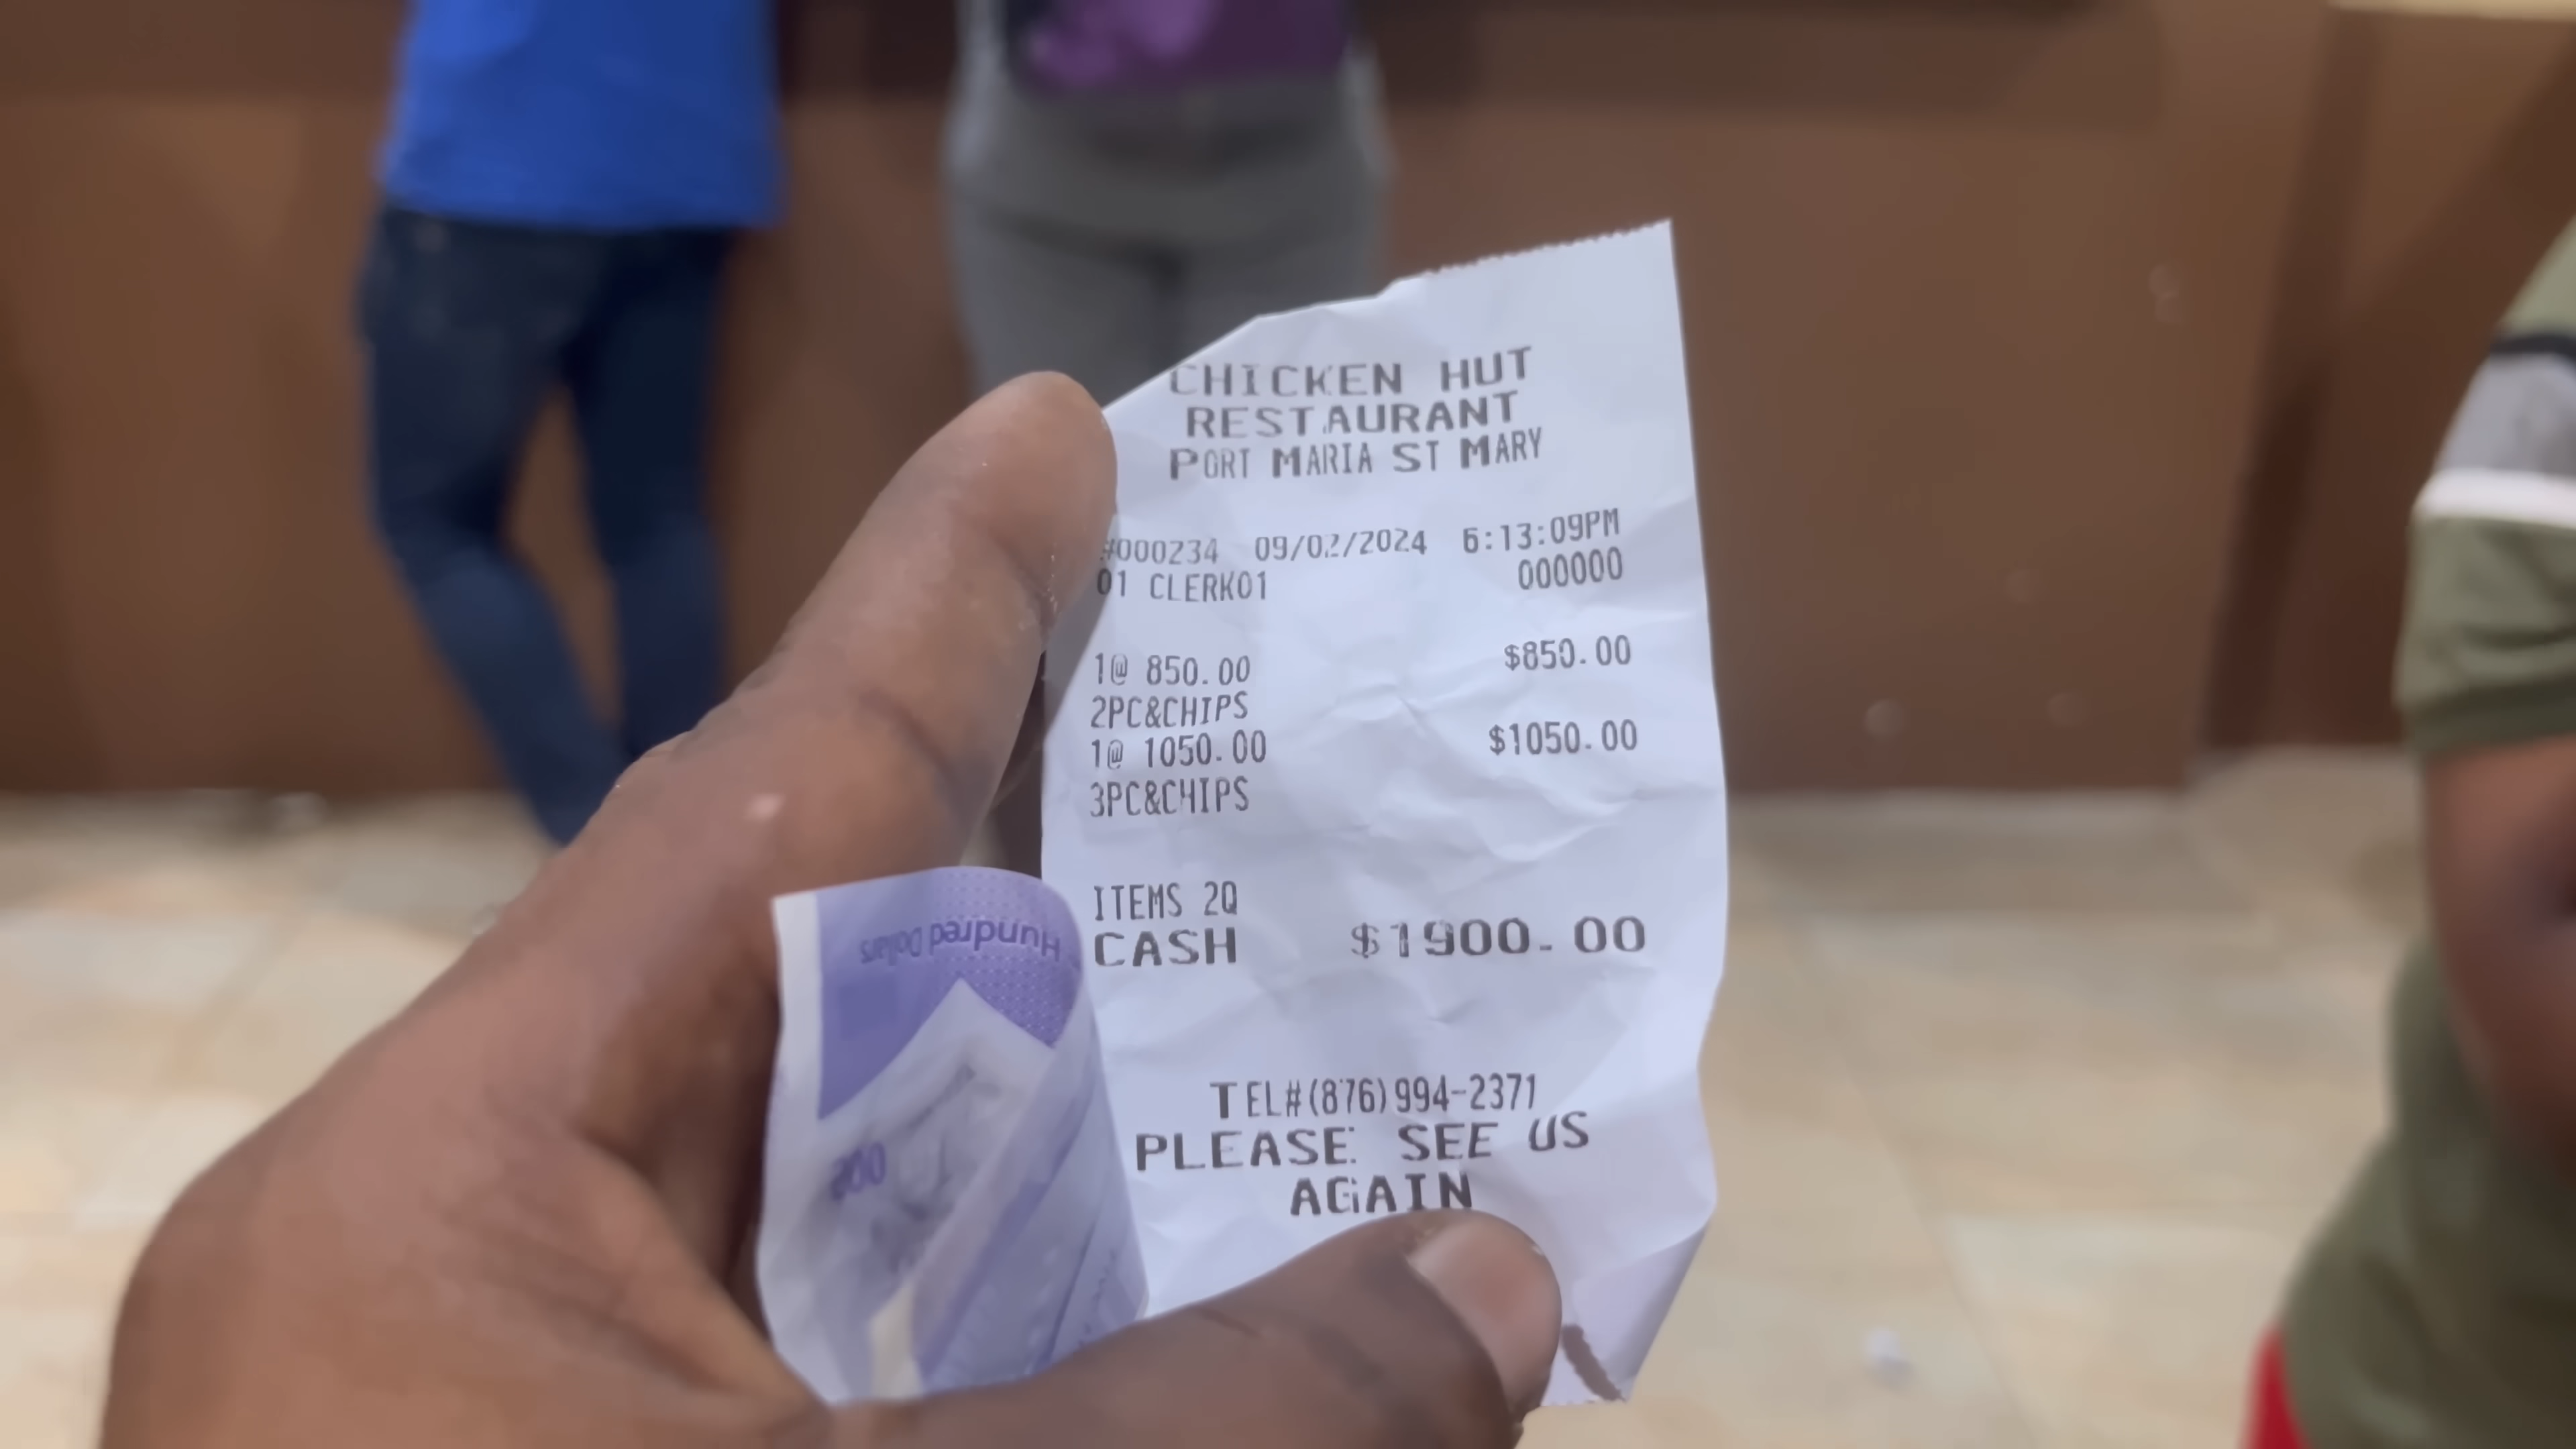 CHICKEN HUT
RESTAURANT
PORT MARIA ST MARY
#000234 09/02/2024 6:13:09PM
01 CLERK01 000000
1@ 850.00 $850.00
2PC&CHIPS
1@ 1050.00 $1050.00
3PC&CHIPS
ITEMS 2Q
CASH $1900.00
TEL#(876)994-2371
PLEASE SEE US
AGAIN
Hundred Dollars